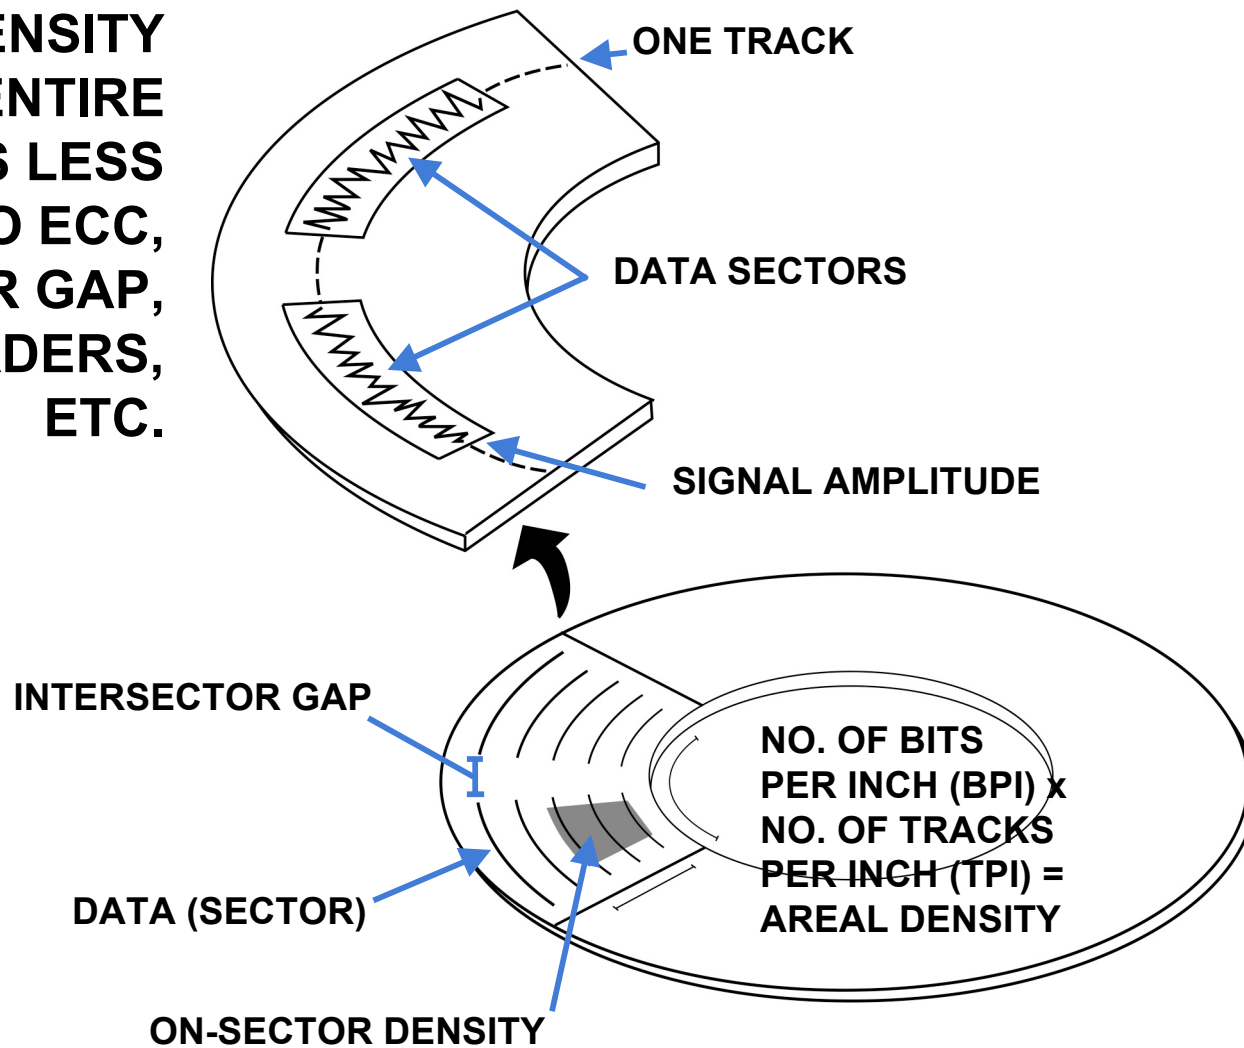 ENSITY
ENTIRE
S LESS
O ECC,
R GAP,
ADERS,
ETC.
ONE TRACK
DATA SECTORS
SIGNAL AMPLITUDE
INTERSECTOR GAP
NO. OF BITS
PER INCH (BPI) x
NO. OF TRACKS
PER INCH (TPI) =
AREAL DENSITY
DATA (SECTOR)
ON-SECTOR DENSITY